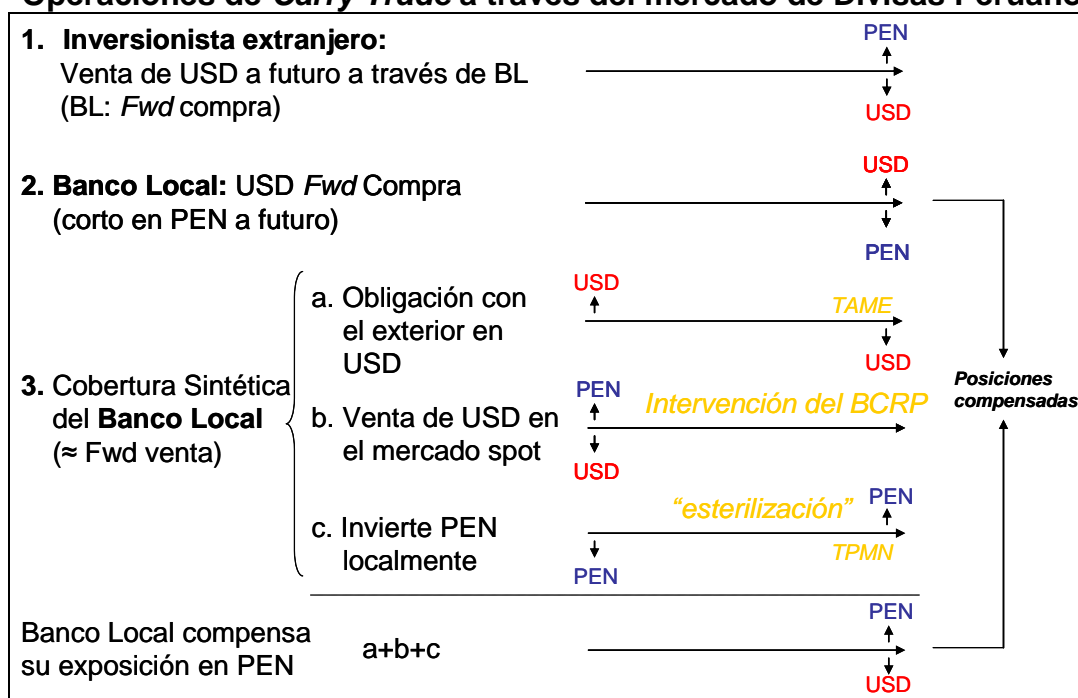 Operaciones de Carry Trade a través del mercado de Divisas Peruano
1. Inversionista extranjero:
Venta de USD a futuro a través de BL
(BL: Fwd compra)
PEN
USD
2. Banco Local: USD Fwd Compra
(corto en PEN a futuro)
USD
PEN
3. Cobertura Sintética
del Banco Local
(≈ Fwd venta)
a. Obligación con
el exterior en
USD
USD
TAME
USD
b. Venta de USD en
el mercado spot
PEN
Intervención del BCRP
USD
c. Invierte PEN
localmente
"esterilización"
PEN
TPMN
PEN
Posiciones
compensadas
Banco Local compensa
su exposición en PEN
a+b+c
PEN
USD